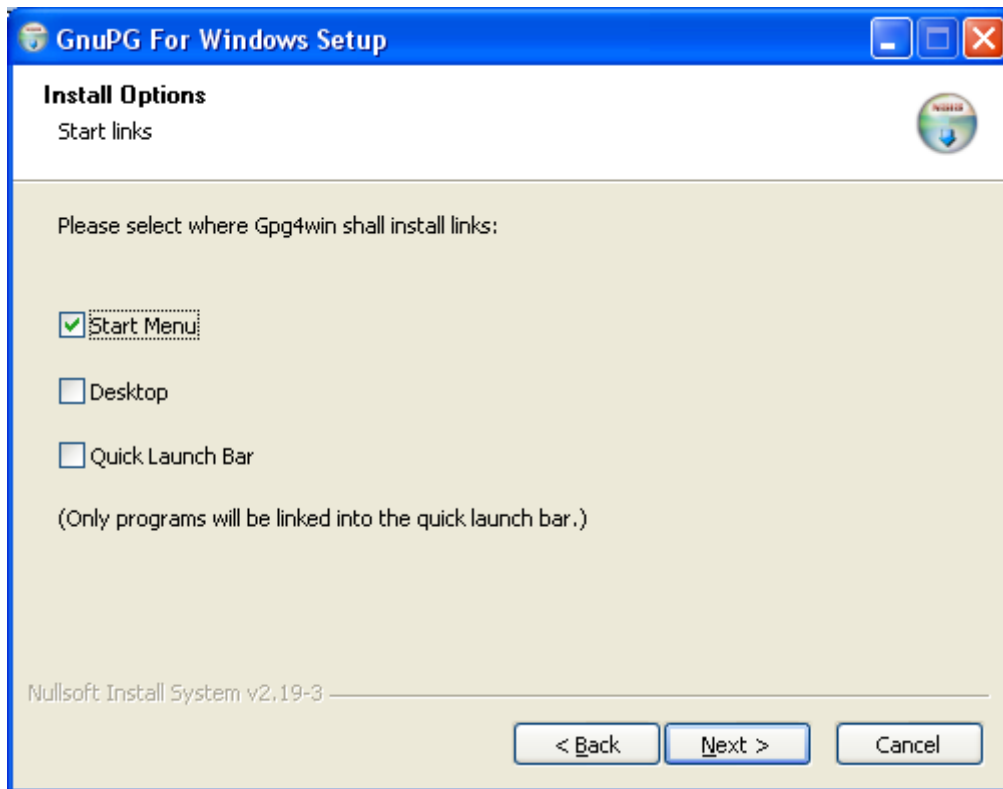 GnuPG For Windows Setup
Install Options
Start links
Please select where Gpg4win shall install links:
Start Menu
Desktop
Quick Launch Bar
(Only programs will be linked into the quick launch bar.)
Nullsoft Install System v2.19-3
< Back
Next >
Cancel